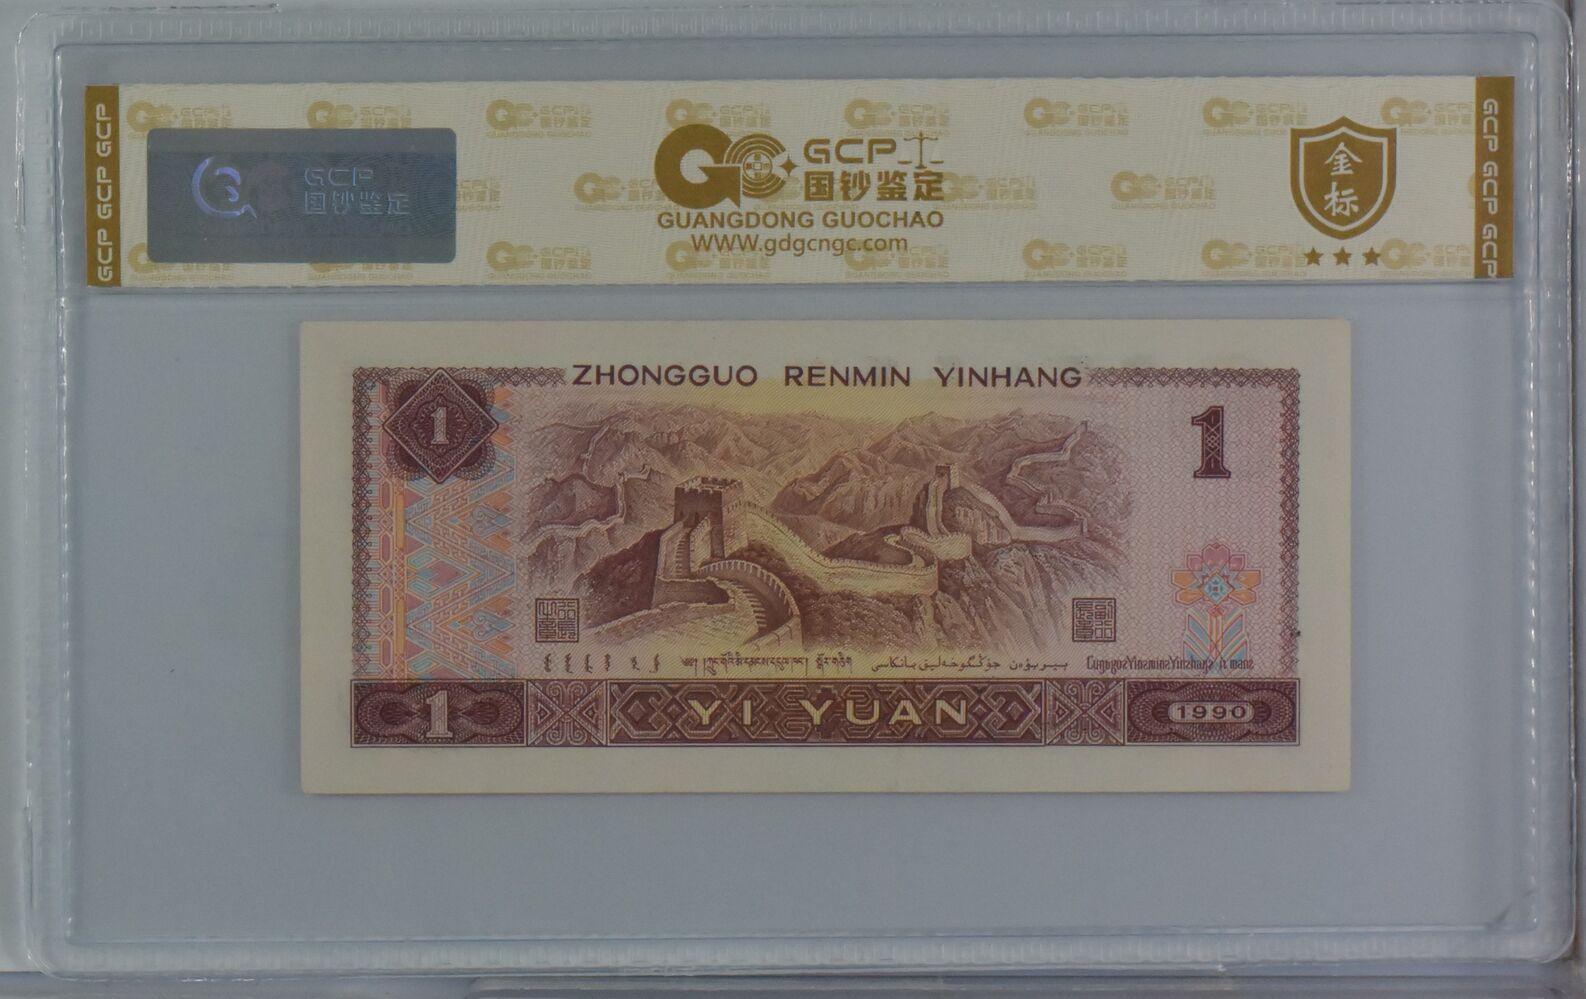 GCP GCP GCP
GCP
国钞鉴定
GCP
国钞鉴定
GUANGDONG GUOCHAO
WWW.gdgcngc.com
金标
GCP GCP GCP
ZHONGGUO RENMIN YINHANG
1
1
1
YI YUAN
1990